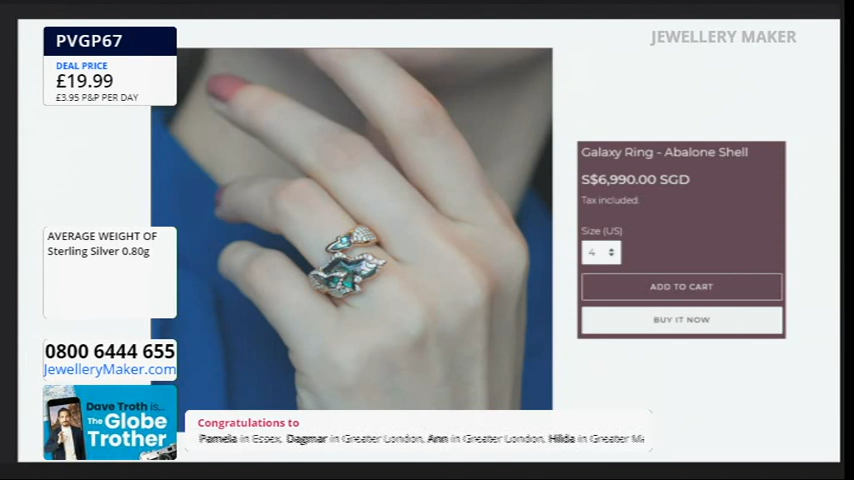 PVGP67
DEAL PRICE
£19.99
£3.95 P&P PER DAY
JEWELLERY MAKER
Galaxy Ring - Abalone Shell
S$6,990.00 SGD
Tax included.
Size (US)
4
ADD TO CART
BUY IT NOW
AVERAGE WEIGHT OF
Sterling Silver 0.80g
0800 6444 655
JewelleryMaker.com
Dave Troth is...
The Globe
Trother
Congratulations to
Pamela in Essex, Dagmar in Greater London, Ann in Greater London, Hilda in Greater